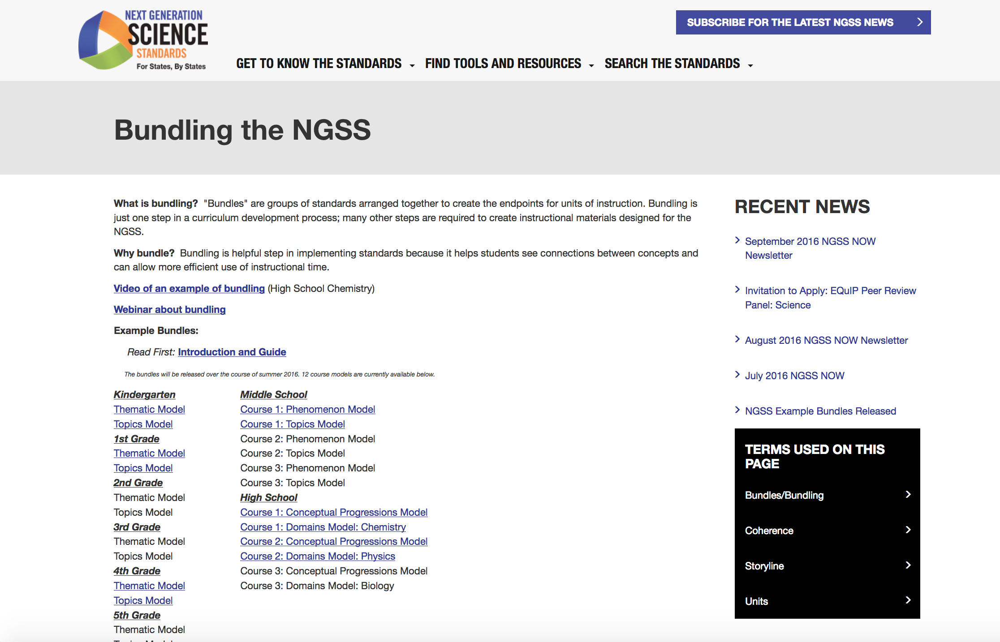 NEXT GENERATION
SCIENCE
STANDARDS
For States, By States
SUBSCRIBE FOR THE LATEST NGSS NEWS
GET TO KNOW THE STANDARDS
FIND TOOLS AND RESOURCES
SEARCH THE STANDARDS
Bundling the NGSS
What is bundling? "Bundles" are groups of standards arranged together to create the endpoints for units of instruction. Bundling is
just one step in a curriculum development process; many other steps are required to create instructional materials designed for the
NGSS.
Why bundle? Bundling is helpful step in implementing standards because it helps students see connections between concepts and
can allow more efficient use of instructional time.
Video of an example of bundling (High School Chemistry)
Webinar about bundling
Example Bundles:
Read First: Introduction and Guide
The bundles will be released over the course of summer 2016. 12 course models are currently available below.
Kindergarten
Thematic Model
Topics Model
1st Grade
Thematic Model
Topics Model
2nd Grade
Thematic Model
Topics Model
3rd Grade
Thematic Model
Topics Model
4th Grade
Thematic Model
Topics Model
5th Grade
Thematic Model
Middle School
Course 1: Phenomenon Model
Course 1: Topics Model
Course 2: Phenomenon Model
Course 2: Topics Model
Course 3: Phenomenon Model
Course 3: Topics Model
High School
Course 1: Conceptual Progressions Model
Course 1: Domains Model: Chemistry
Course 2: Conceptual Progressions Model
Course 2: Domains Model: Physics
Course 3: Conceptual Progressions Model
Course 3: Domains Model: Biology
RECENT NEWS
September 2016 NGSS NOW
Newsletter
Invitation to Apply: EQuIP Peer Review
Panel: Science
August 2016 NGSS NOW Newsletter
July 2016 NGSS NOW
NGSS Example Bundles Released
TERMS USED ON THIS
PAGE
Bundles/Bundling
Coherence
Storyline
Units